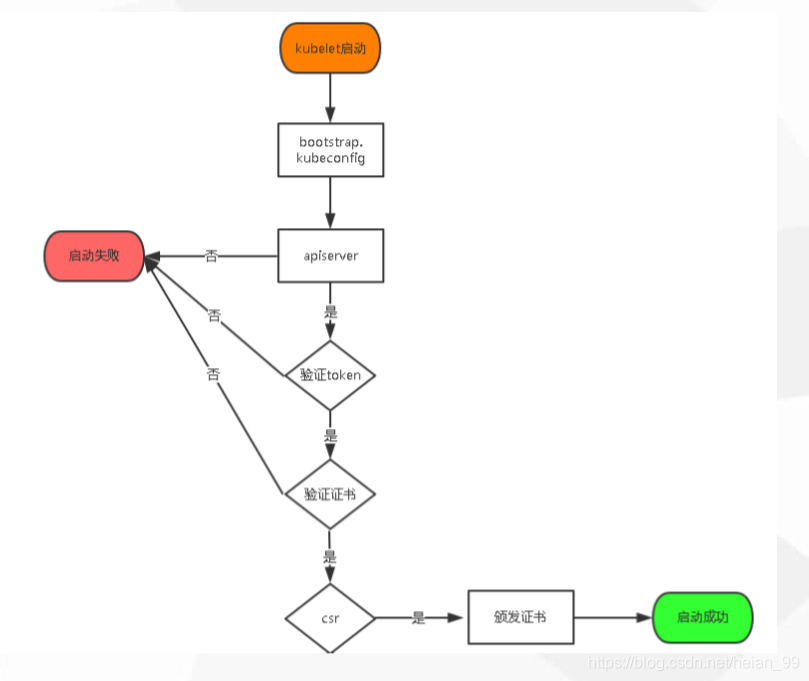 kubelet启动
bootstrap.
kubeconfig
启动失败
否
apiserver
是
否
验证token
否
是
验证证书
是
csr
是
颁发证书
启动成功
https://blog.csdn.net/heian_99